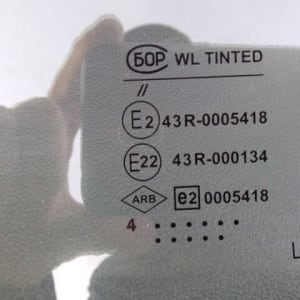 БОР WL TINTED
//
E2 43R-0005418
E22 43R-000134
ARB e2 0005418
4 . . . . . . .
. . . . . .